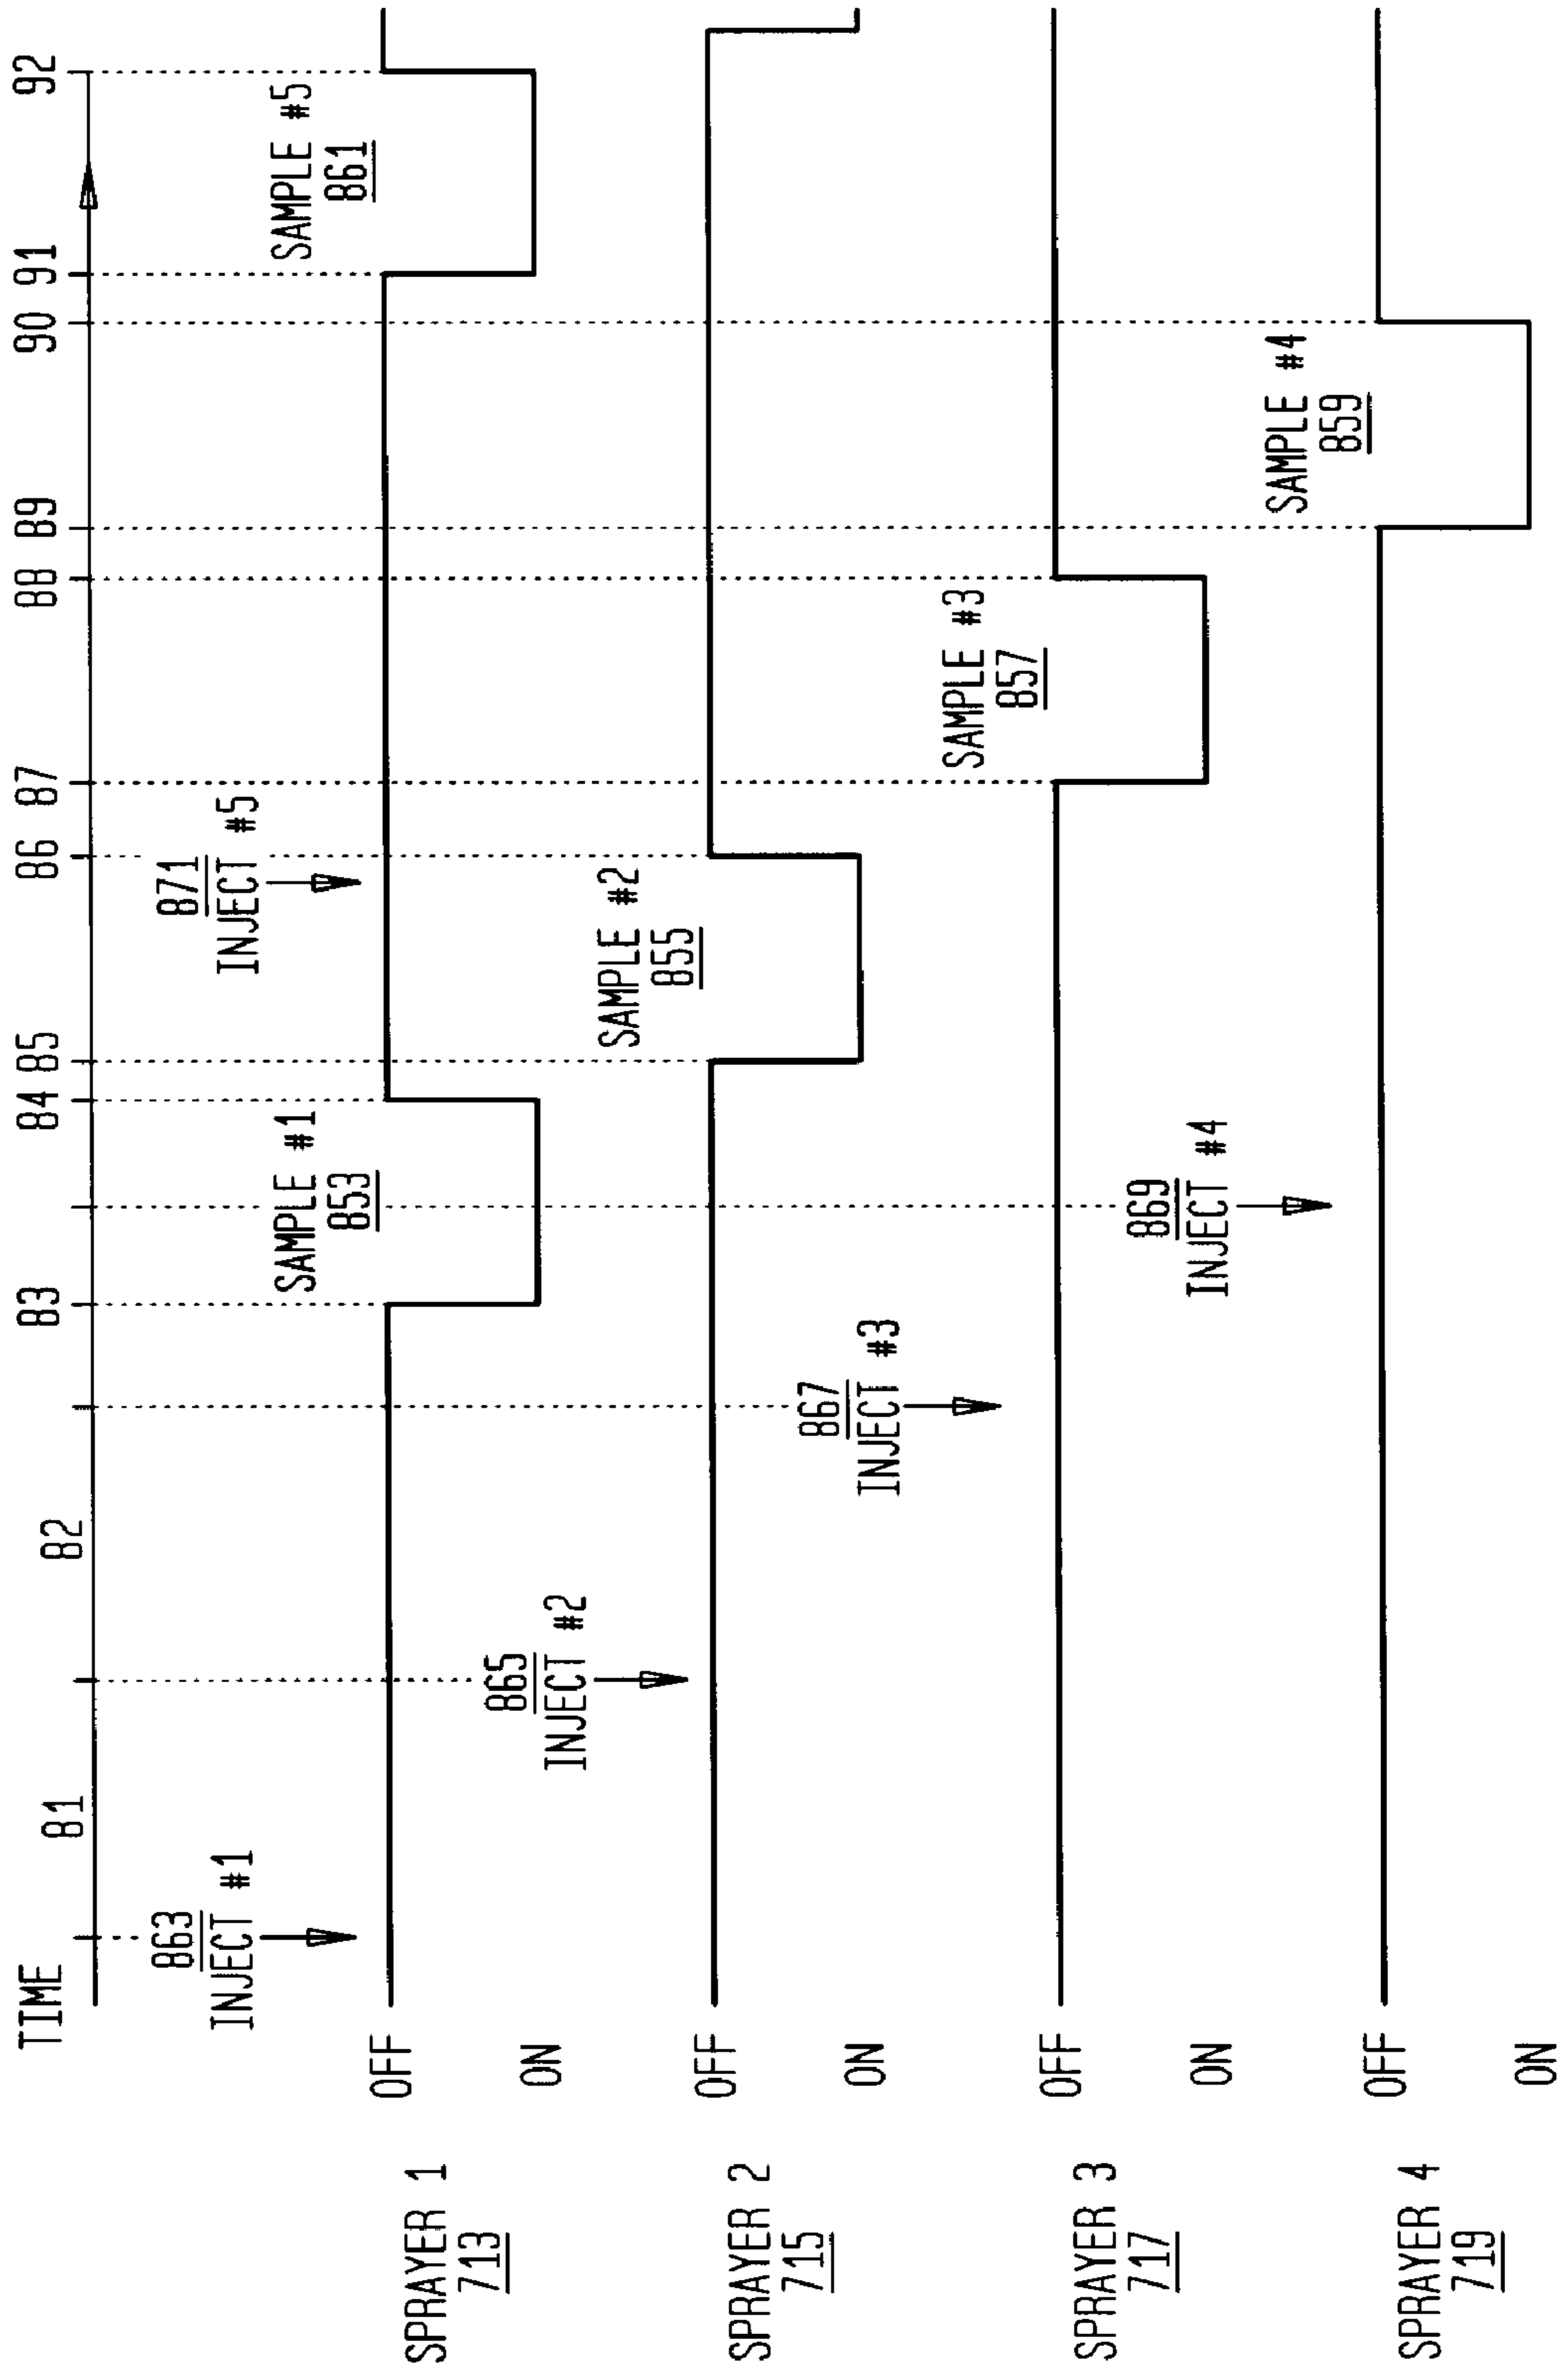 TIME
81
82
83
84
85
86
87
88
89
90
91
92
863
INJECT #1
871
INJECT #5
SAMPLE #1
853
SAMPLE #5
861
SPRAYER 1
713
OFF
ON
865
INJECT #2
SAMPLE #2
855
SPRAYER 2
715
OFF
ON
867
INJECT #3
SAMPLE #3
857
SPRAYER 3
717
OFF
ON
869
INJECT #4
SAMPLE #4
859
SPRAYER 4
719
OFF
ON